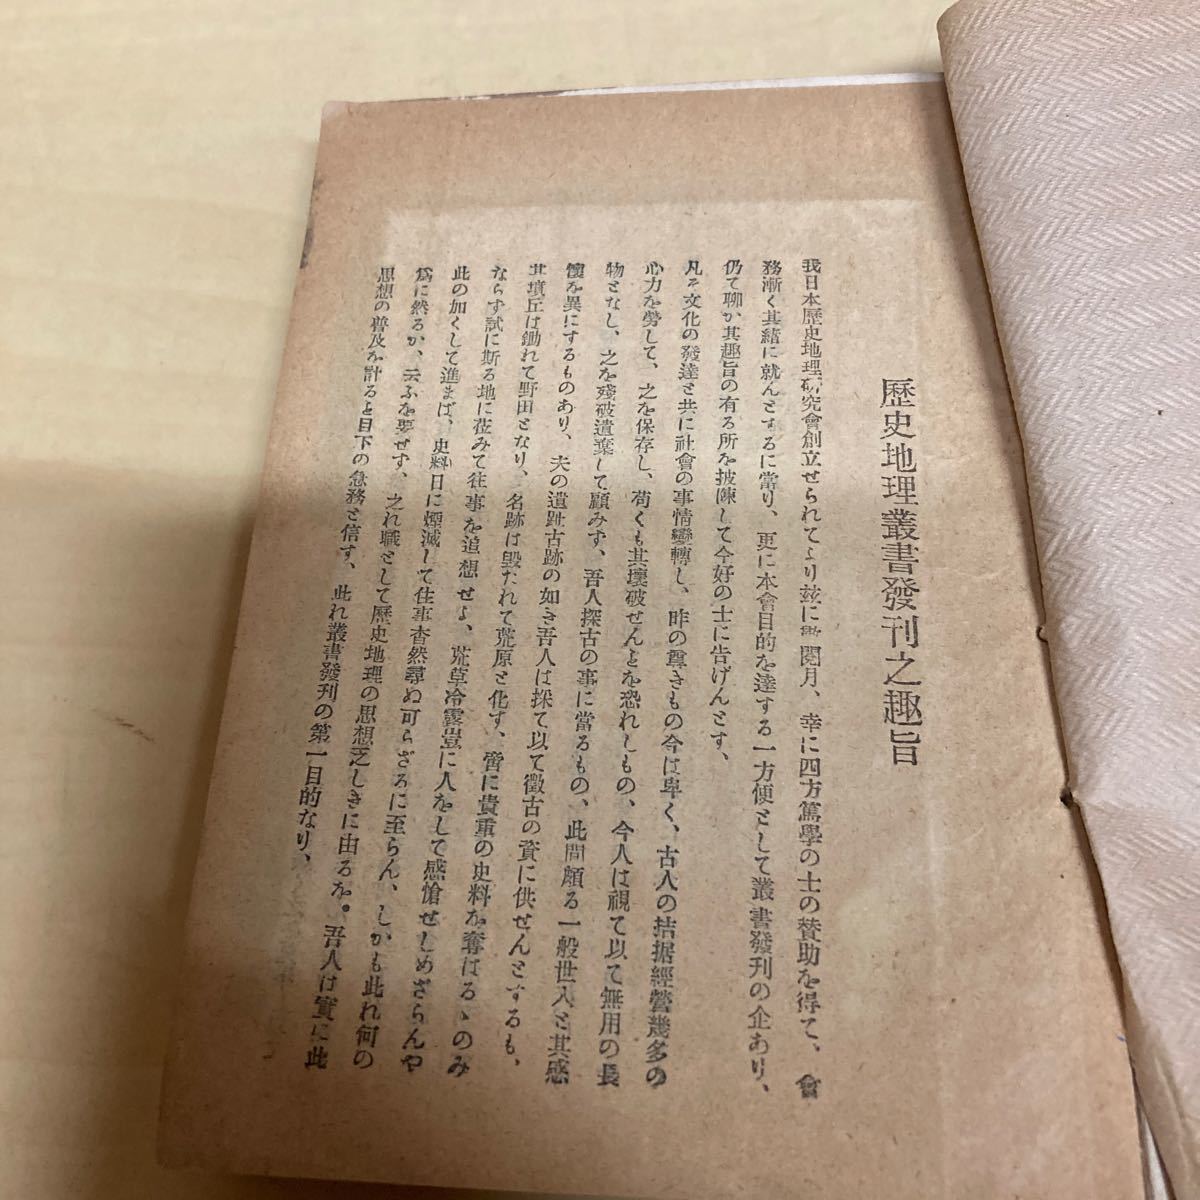 歷史地理叢書發刊之趣旨
我日本歷史地理研究會創立せられてより玆に閱月、幸に四方篤學の士の賛助を得て、會
務漸く其緖に就んとするに當り、更に本會目的を達する一方便として叢書發刊の企あり、
仍て聊か其趣旨の有る所を披陳して今好の士に告げんとす、
凡そ文化の發達と共に社會の事情變轉し、昨の尊きもの今は卑く、古人の拮据經營幾多の
心力を勞して、之を保存し、苟くも其壞破せんとを恐れしもの、今人は視て以て無用の長
物となし、之を殘破遺棄して顧みず、吾人探古の事に當るもの、此間頗る一般世人と其感
懷を異にするものあり、夫の遺趾古跡の如き吾人は採て以て徵古の資に供せんとするも、
其墳丘は鋤れて野田となり、名跡は毀たれて荒原と化す、啻に貴重の史料を奪はるゝのみ
ならず試に斯る地に莅みて往事を追想せよ、荒草冷露豈に人をして感愴せしめざらんや
此の如くして進まば、史料日に煙滅して往事杳然尋ぬ可らざるに至らん、しかも此れ何の
爲に然るか、云ふを要せず、之れ職として歷史地理の思想乏しきに由るを。吾人は實に此
思想の普及を計るを目下の急務と信す、此れ叢書發刊の第一目的なり、